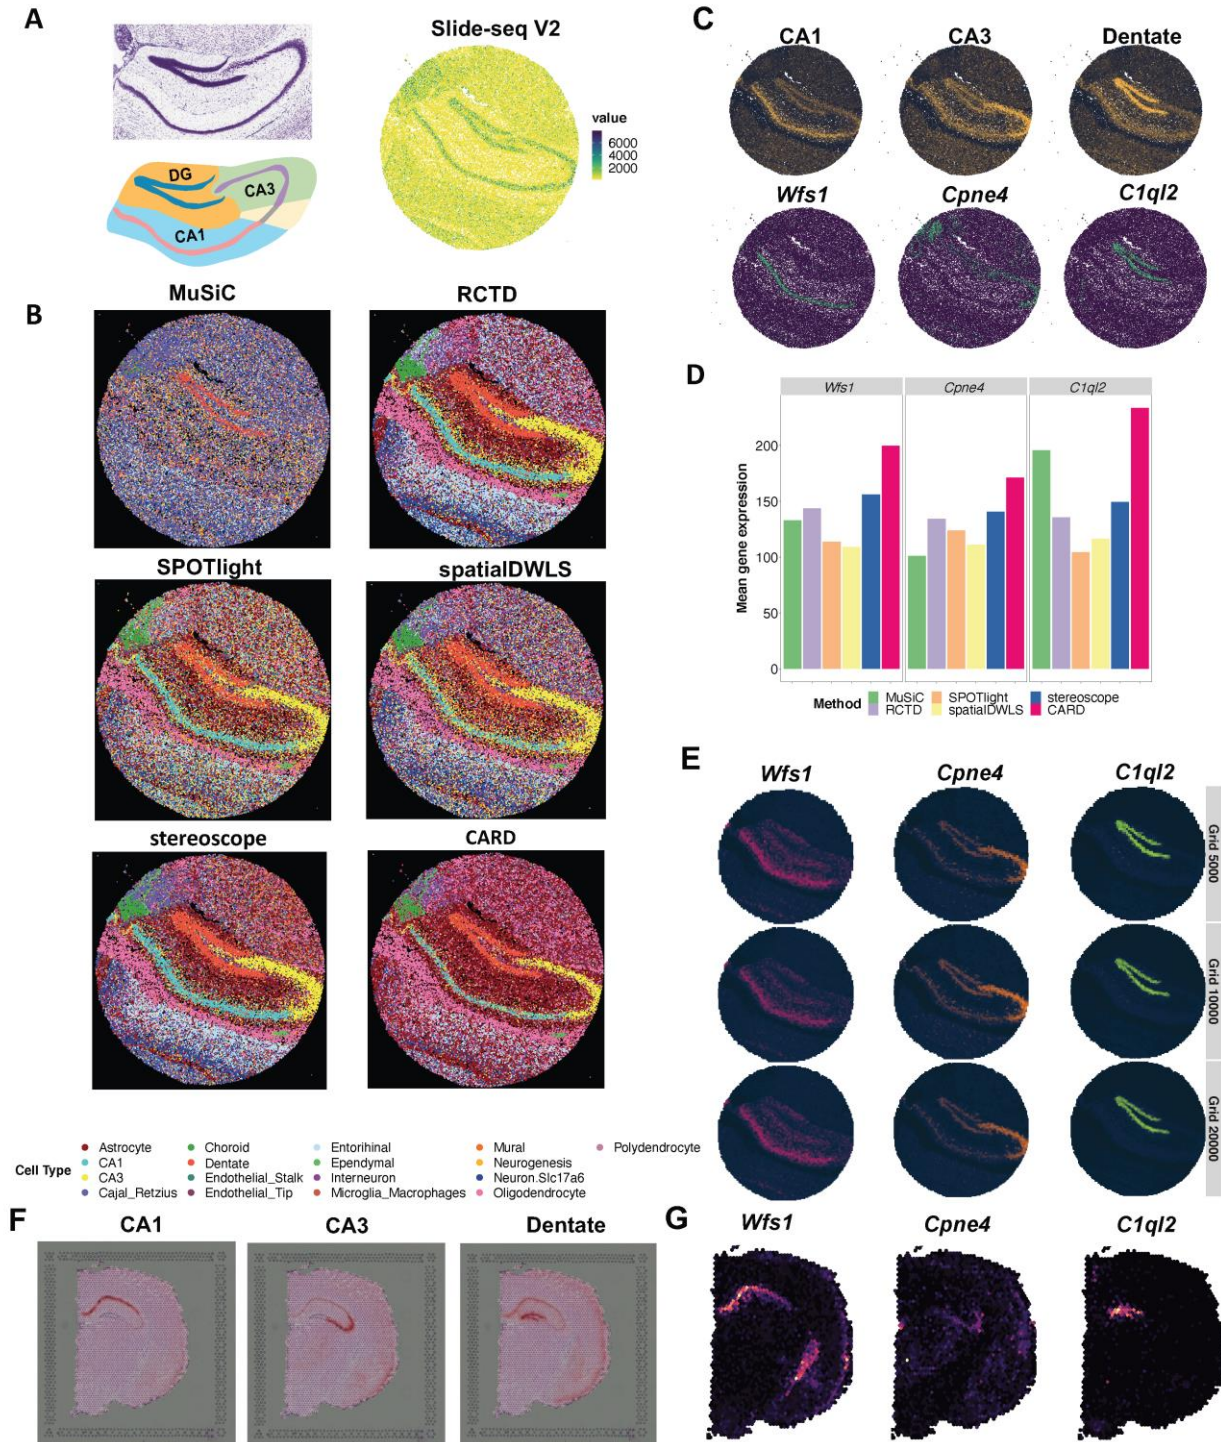 A
Slide-seq V2
value
6000
4000
2000
DG
CA3
CA1
B
MuSiC
RCTD
SPOTlight
spatialDWLS
stereoscope
CARD
Cell Type
Astrocyte
CA1
CA3
Cajal_Retzius
Choroid
Dentate
Endothelial_Stalk
Endothelial_Tip
Entorihinal
Ependymal
Interneuron
Microglia_Macrophages
Mural
Neurogenesis
Neuron.Slc17a6
Oligodendrocyte
Polydendrocyte
C
CA1 CA3 Dentate
Wfs1 Cpne4 C1ql2
D
Wfs1 Cpne4 C1ql2
Mean gene expression
200
150
100
50
0
Method
MuSiC SPOTlight stereoscope
RCTD spatialDWLS CARD
E
Wfs1 Cpne4 C1ql2
Grid 5000
Grid 10000
Grid 20000
F
CA1 CA3 Dentate
G
Wfs1 Cpne4 C1ql2